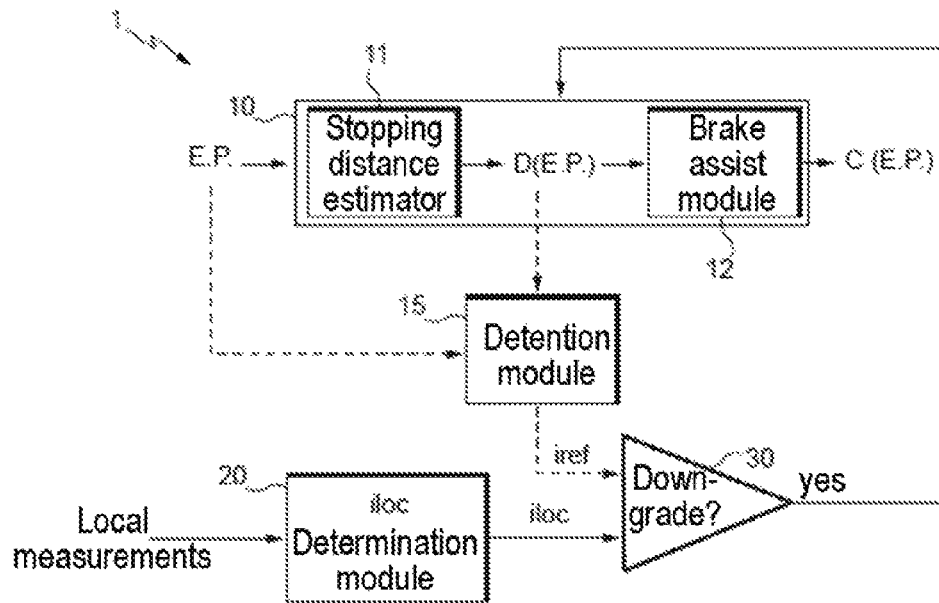 1
11
10
Stopping
distance
estimator
E.P.
D(E.P.)
Brake
assist
module
C (E.P.)
12
15
Detention
module
iref
30
Down-
grade?
yes
20
iloc
Determination
module
iloc
Local
measurements